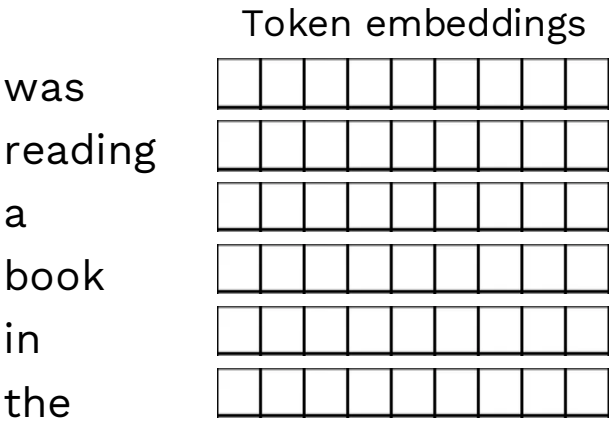 Token embeddings
was
reading
a
book
in
the